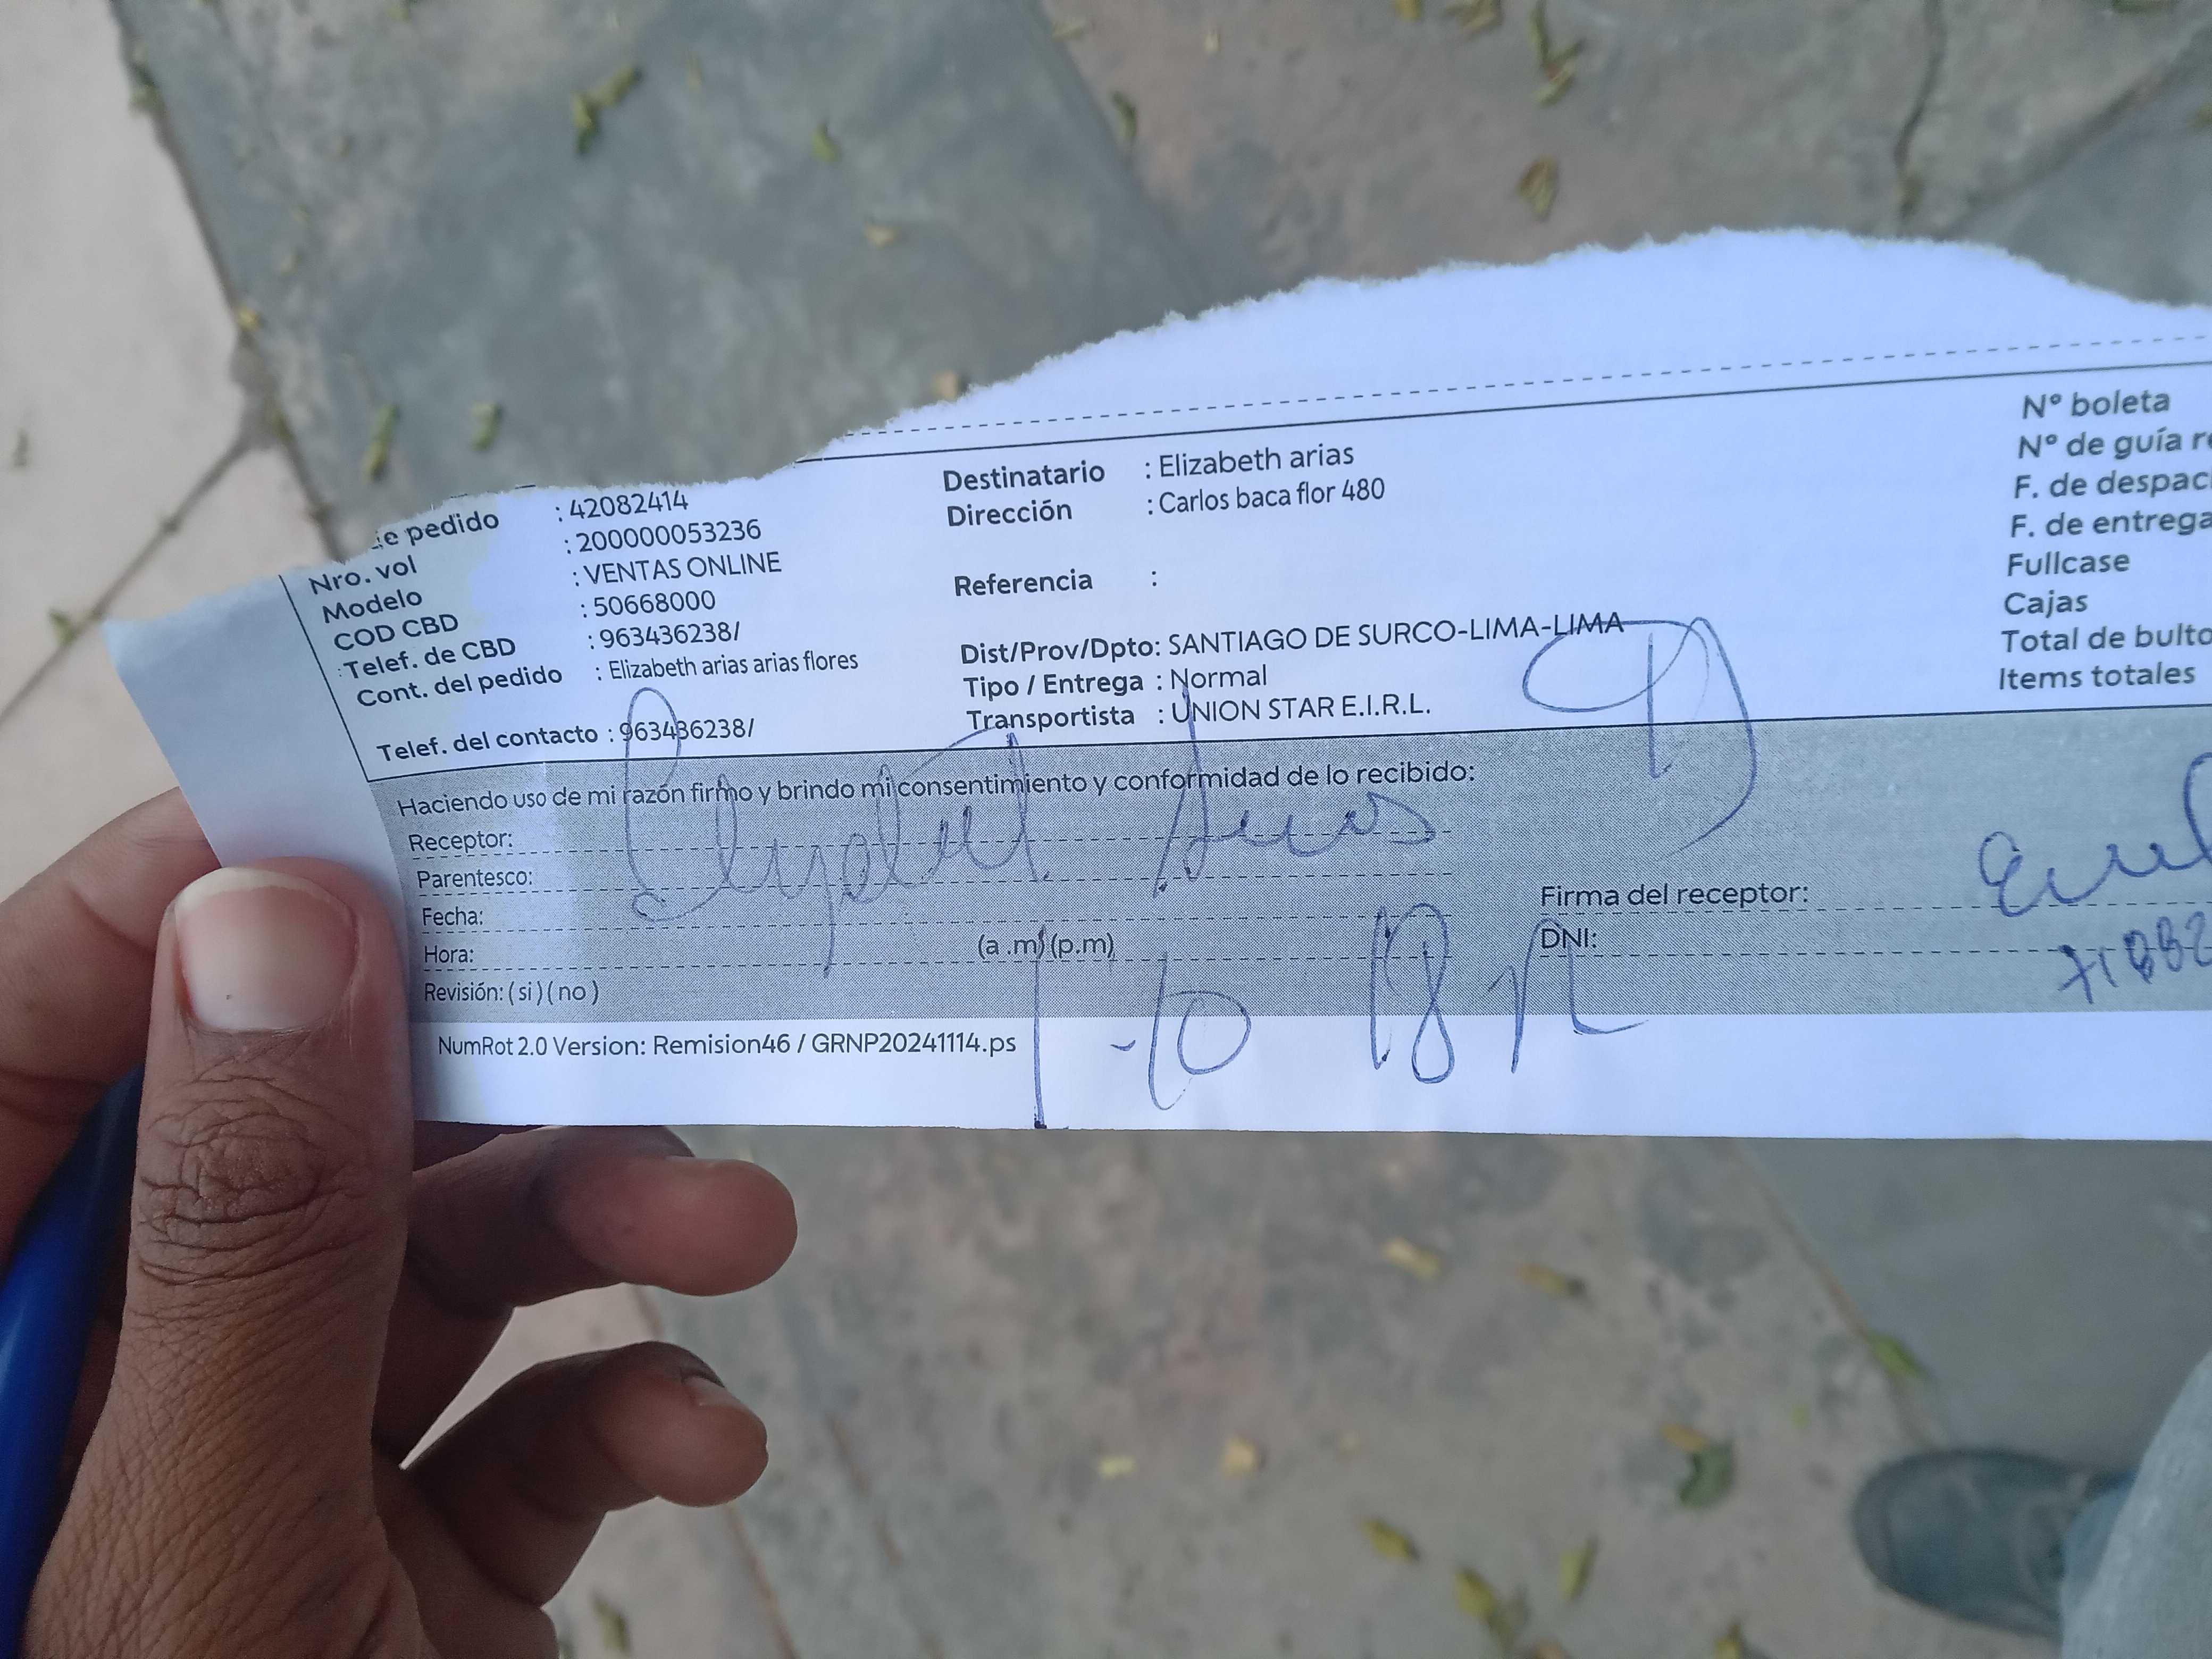 e pedido : 42082414
Nro. vol : 200000053236
Modelo : VENTAS ONLINE
COD CBD : 50668000
Telef. de CBD : 963436238/
Cont. del pedido : Elizabeth arias arias flores
Telef. del contacto : 963436238/
Destinatario : Elizabeth arias
Dirección : Carlos baca flor 480
Referencia :
Dist/Prov/Dpto: SANTIAGO DE SURCO-LIMA-LIMA
Tipo / Entrega : Normal
Transportista : UNION STAR E.I.R.L.
Nº boleta
Nº de guía re
F. de despac
F. de entrega
Fullcase
Cajas
Total de bulto
Items totales
Haciendo uso de mi razón firmo y brindo mi consentimiento y conformidad de lo recibido:
Receptor:
Parentesco:
Fecha:
Hora: (a .m) (p.m)
Revisión: ( si ) ( no )
Firma del receptor:
DNI:
NumRot 2.0 Version: Remision46 / GRNP20241114.ps